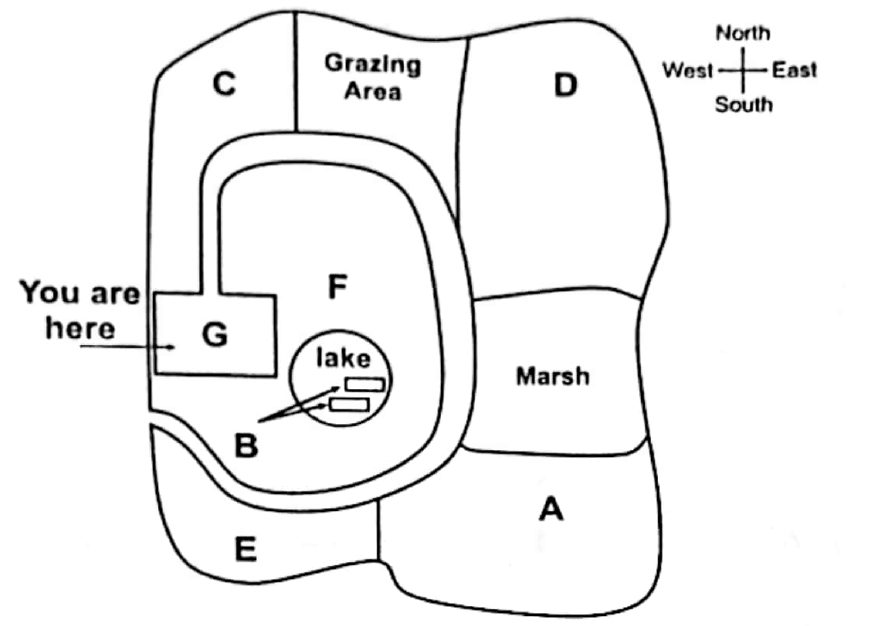 North
West East
South
C
Grazing
Area
D
You are
here
G
F
lake
Marsh
B
A
E